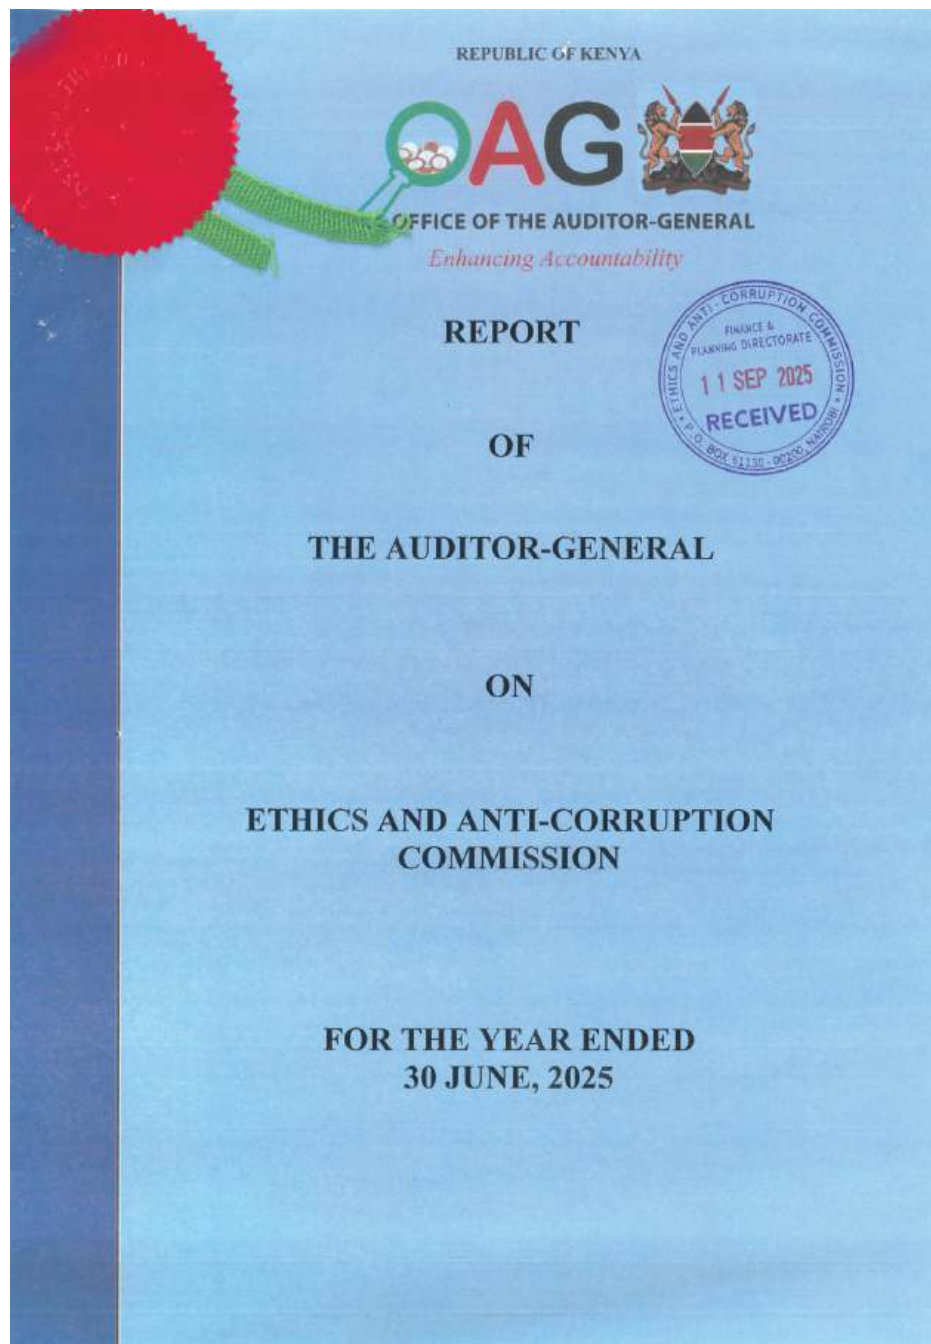 REPUBLIC OF KENYA
OAG
OFFICE OF THE AUDITOR-GENERAL
Enhancing Accountability
REPORT
ETHICS AND ANTI-CORRUPTION COMMISSION
FINANCE &
PLANNING DIRECTORATE
11 SEP 2025
RECEIVED
P.O. BOX 61130-00200, NAIROBI
OF
THE AUDITOR-GENERAL
ON
ETHICS AND ANTI-CORRUPTION
COMMISSION
FOR THE YEAR ENDED
30 JUNE, 2025